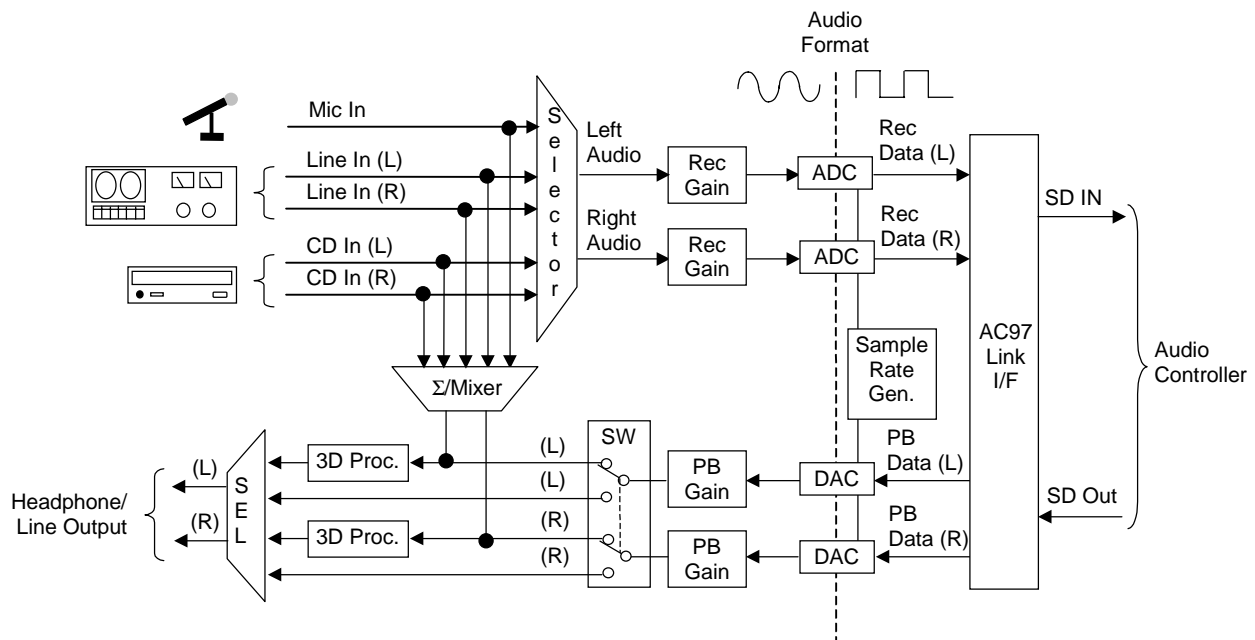 Audio
Format
Mic In
Line In (L)
Line In (R)
CD In (L)
CD In (R)
Selector
Left
Audio
Right
Audio
Rec
Gain
Rec
Gain
ADC
ADC
Rec
Data (L)
Rec
Data (R)
SD IN
AC97
Link
I/F
Audio
Controller
Sample
Rate
Gen.
Σ/Mixer
SW
(L)
(L)
(R)
(R)
3D Proc.
3D Proc.
SEL
(L)
(R)
Headphone/
Line Output
PB
Gain
PB
Gain
DAC
DAC
PB
Data (L)
PB
Data (R)
SD Out